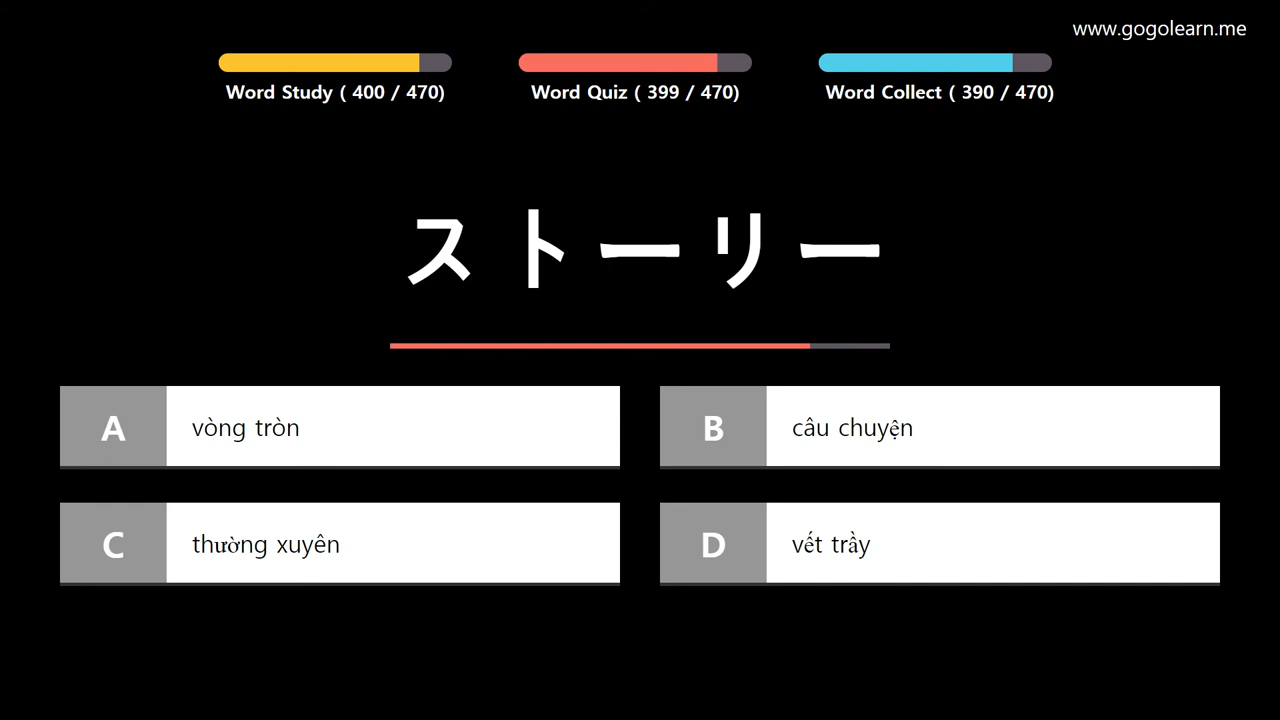 www.gogolearn.me
Word Study ( 400 / 470)
Word Quiz ( 399 / 470)
Word Collect ( 390 / 470)
ストーリー
A vòng tròn
B câu chuyện
C thường xuyên
D vết trầy